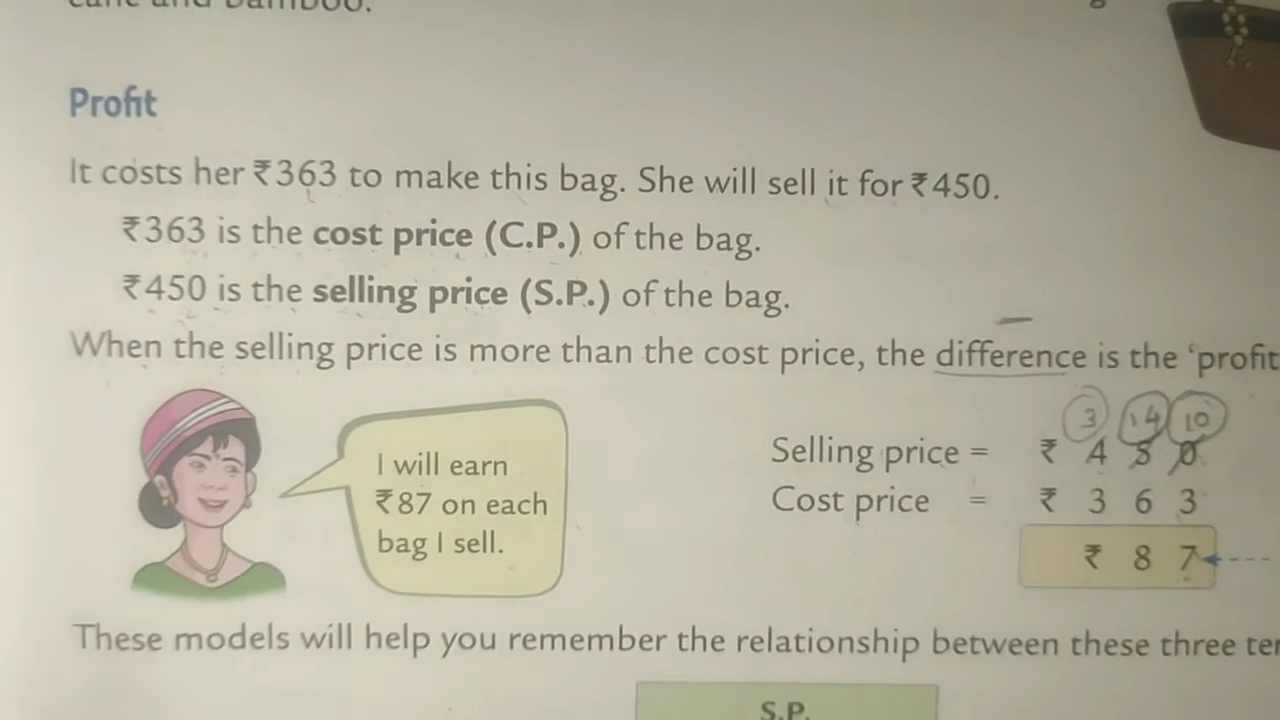 cane and bamboo.
Profit
It costs her ₹363 to make this bag. She will sell it for ₹450.
₹363 is the cost price (C.P.) of the bag.
₹450 is the selling price (S.P.) of the bag.
When the selling price is more than the cost price, the difference is the ‘profit
I will earn
₹87 on each
bag I sell.
3 14 10
Selling price = ₹ 4 5 0
Cost price = ₹ 3 6 3
₹ 8 7
These models will help you remember the relationship between these three
S.P.